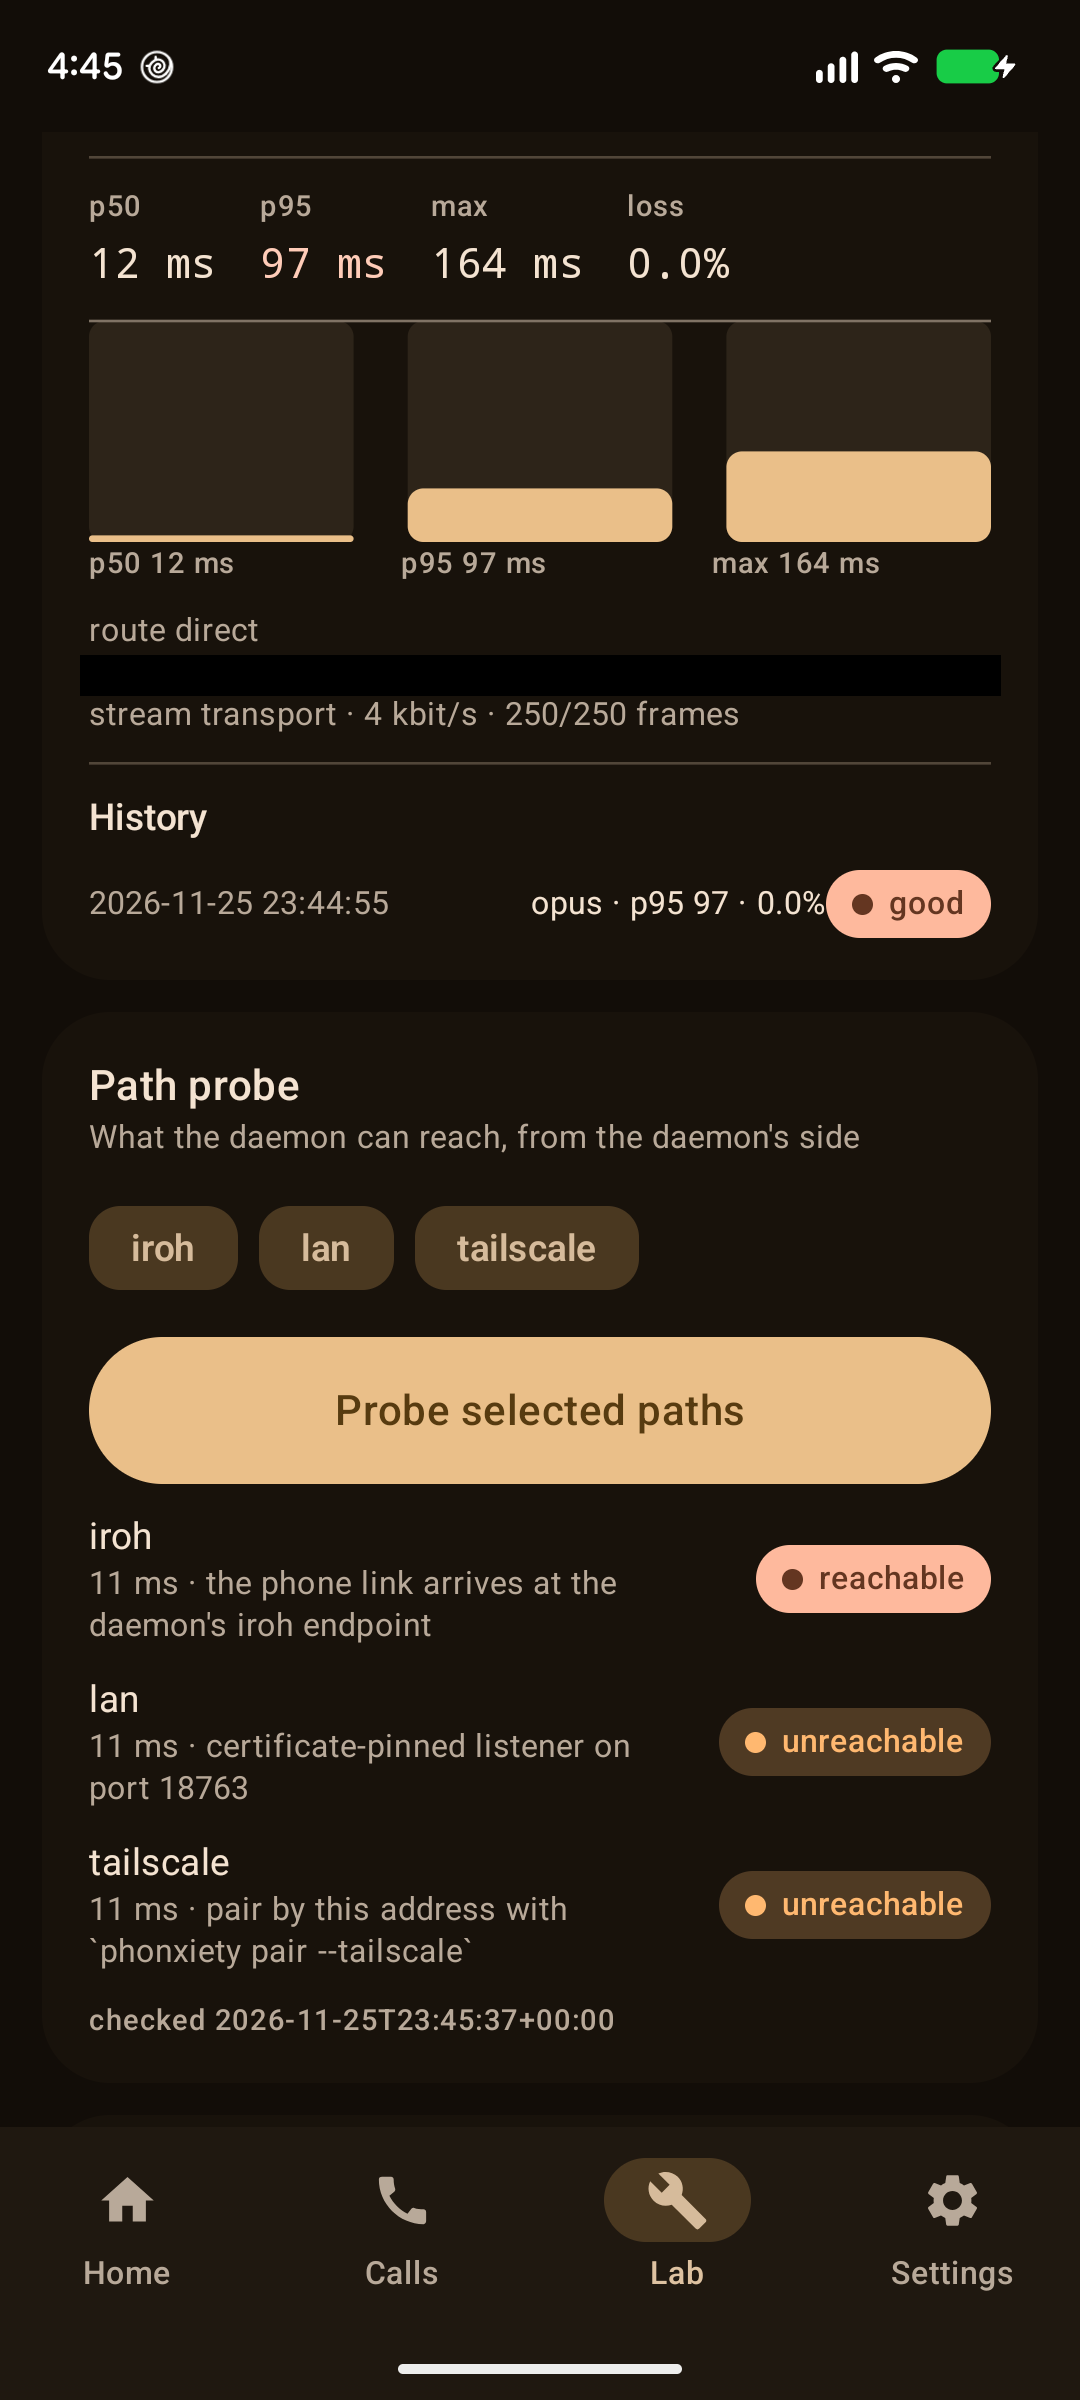 4:45
p50 p95 max loss
12 ms 97 ms 164 ms 0.0%
p50 12 ms p95 97 ms max 164 ms
route direct
stream transport · 4 kbit/s · 250/250 frames
History
2026-11-25 23:44:55 opus · p95 97 · 0.0% good
Path probe
What the daemon can reach, from the daemon's side
iroh lan tailscale
Probe selected paths
iroh
11 ms · the phone link arrives at the
daemon's iroh endpoint
reachable
lan
11 ms · certificate-pinned listener on
port 18763
unreachable
tailscale
11 ms · pair by this address with
`phonxiety pair --tailscale`
unreachable
checked 2026-11-25T23:45:37+00:00
Home Calls Lab Settings